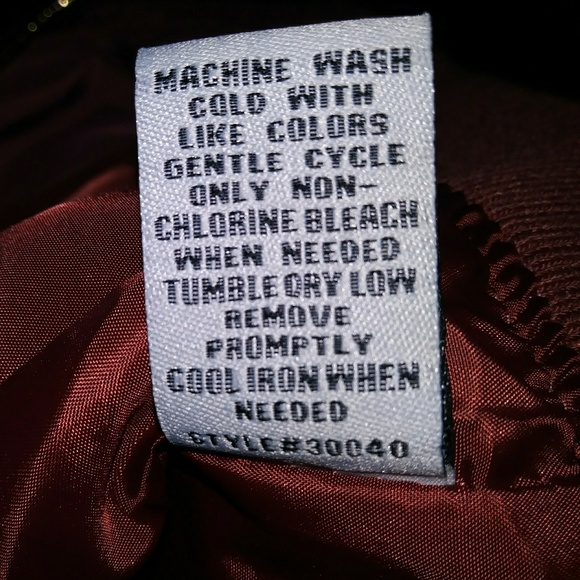 MACHINE WASH
COLD WITH
LIKE COLORS
GENTLE CYCLE
ONLY NON-
CHLORINE BLEACH
WHEN NEEDED
TUMBLE DRY LOW
REMOVE
PROMPTLY
COOL IRON WHEN
NEEDED
STYLE#30040